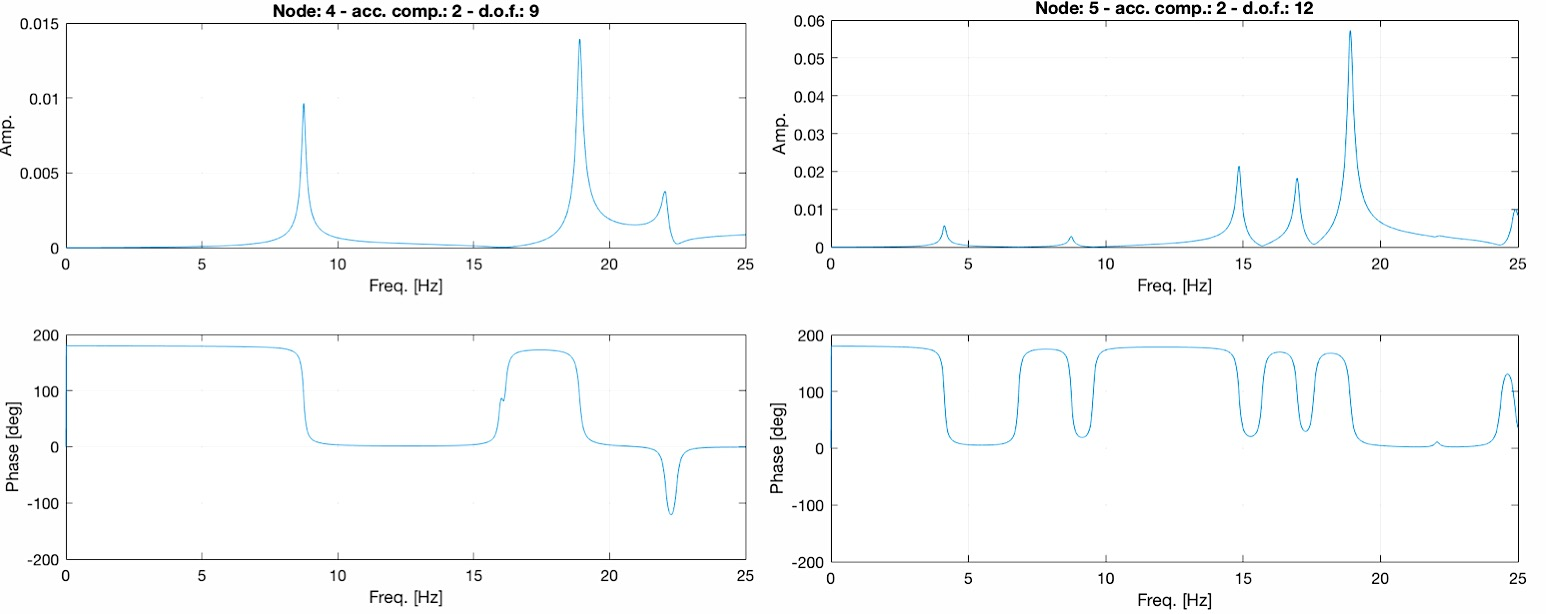 Node: 4 - acc. comp.: 2 - d.o.f.: 9
0.015
0.01
0.005
0
Amp.
0 5 10 15 20 25
Freq. [Hz]
200
100
0
-100
-200
Phase [deg]
0 5 10 15 20 25
Freq. [Hz]
Node: 5 - acc. comp.: 2 - d.o.f.: 12
0.06
0.05
0.04
0.03
0.02
0.01
0
Amp.
0 5 10 15 20 25
Freq. [Hz]
200
100
0
-100
-200
Phase [deg]
0 5 10 15 20 25
Freq. [Hz]